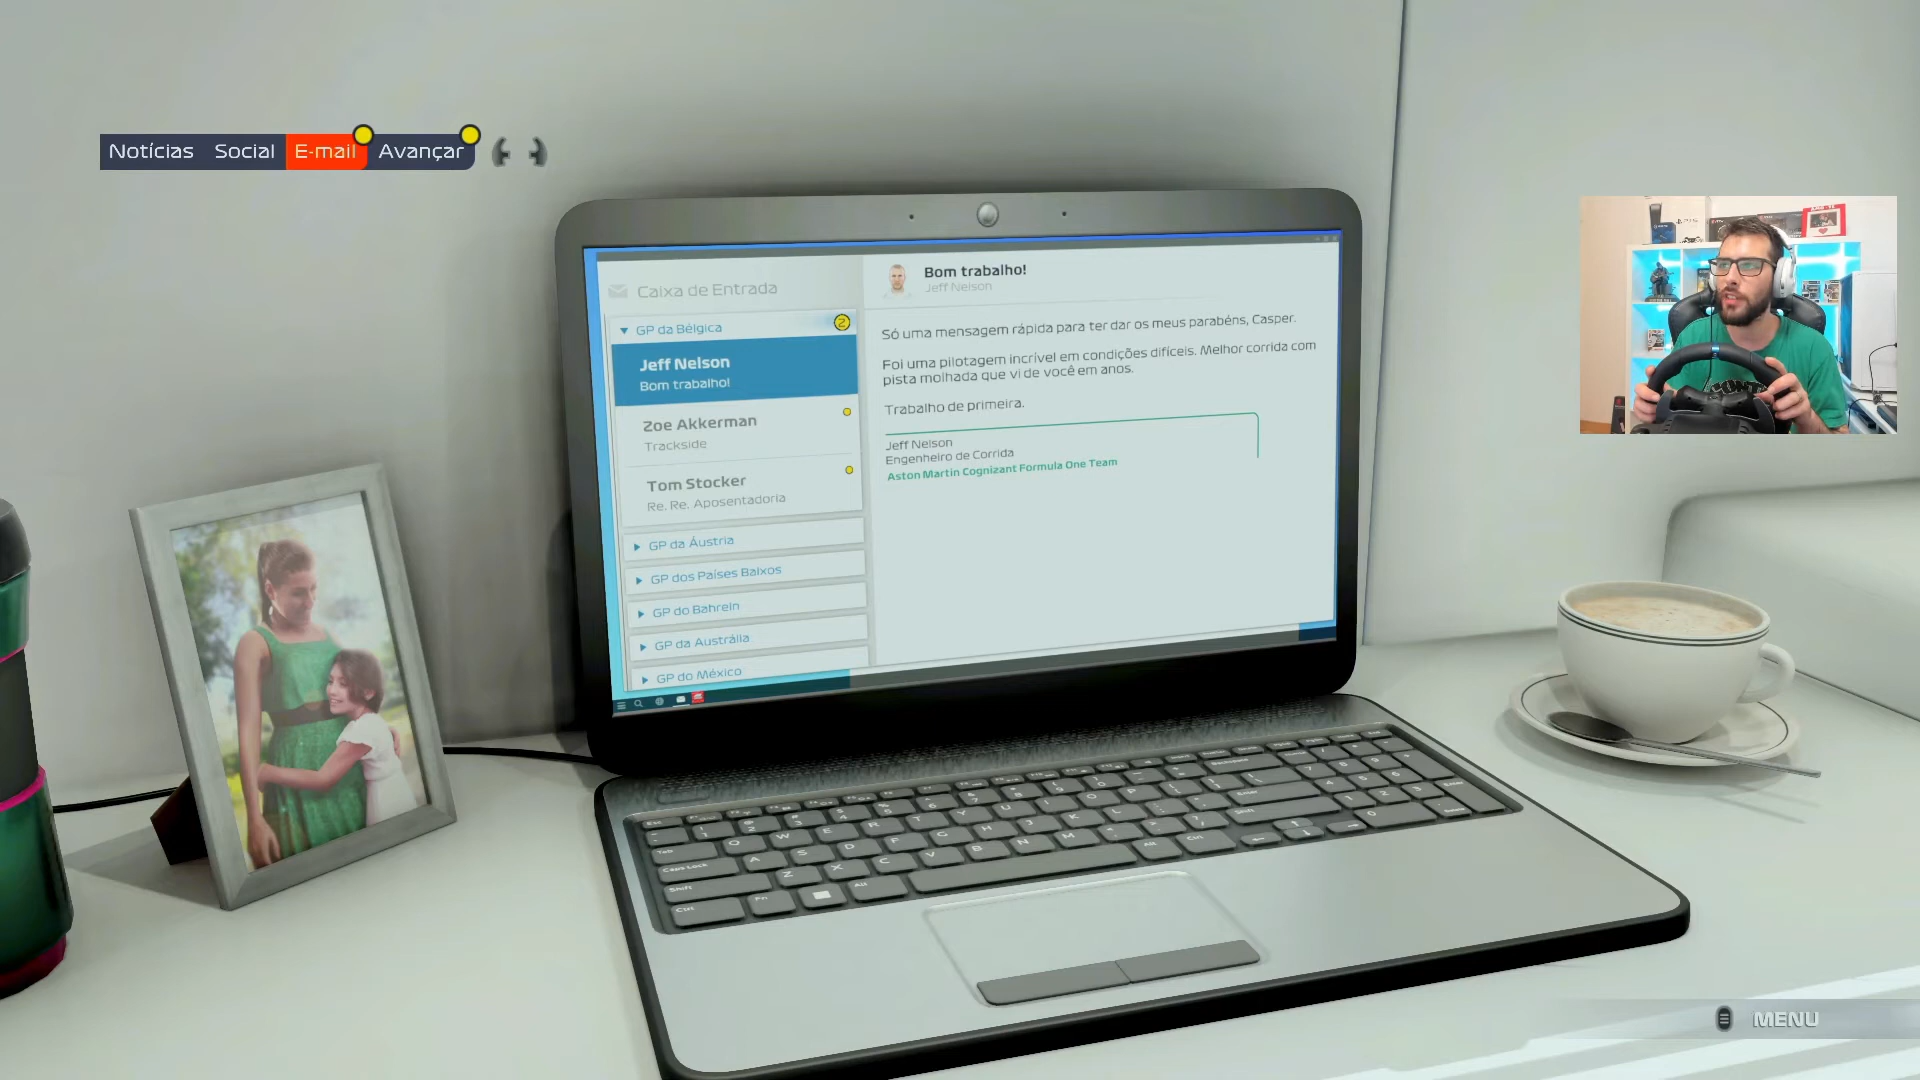 Notícias Social E-mail Avançar
Caixa de Entrada
GP da Bélgica 2
Jeff Nelson
Bom trabalho!
Zoe Akkerman
Trackside
Tom Stocker
Re. Re. Aposentadoria
GP da Áustria
GP dos Países Baixos
GP do Bahrein
GP da Austrália
GP do México
Bom trabalho!
Jeff Nelson
Só uma mensagem rápida para ter dar os meus parabéns, Casper.
Foi uma pilotagem incrível em condições difíceis. Melhor corrida com
pista molhada que vi de você em anos.
Trabalho de primeira.
Jeff Nelson
Engenheiro de Corrida
Aston Martin Cognizant Formula One Team
MENU